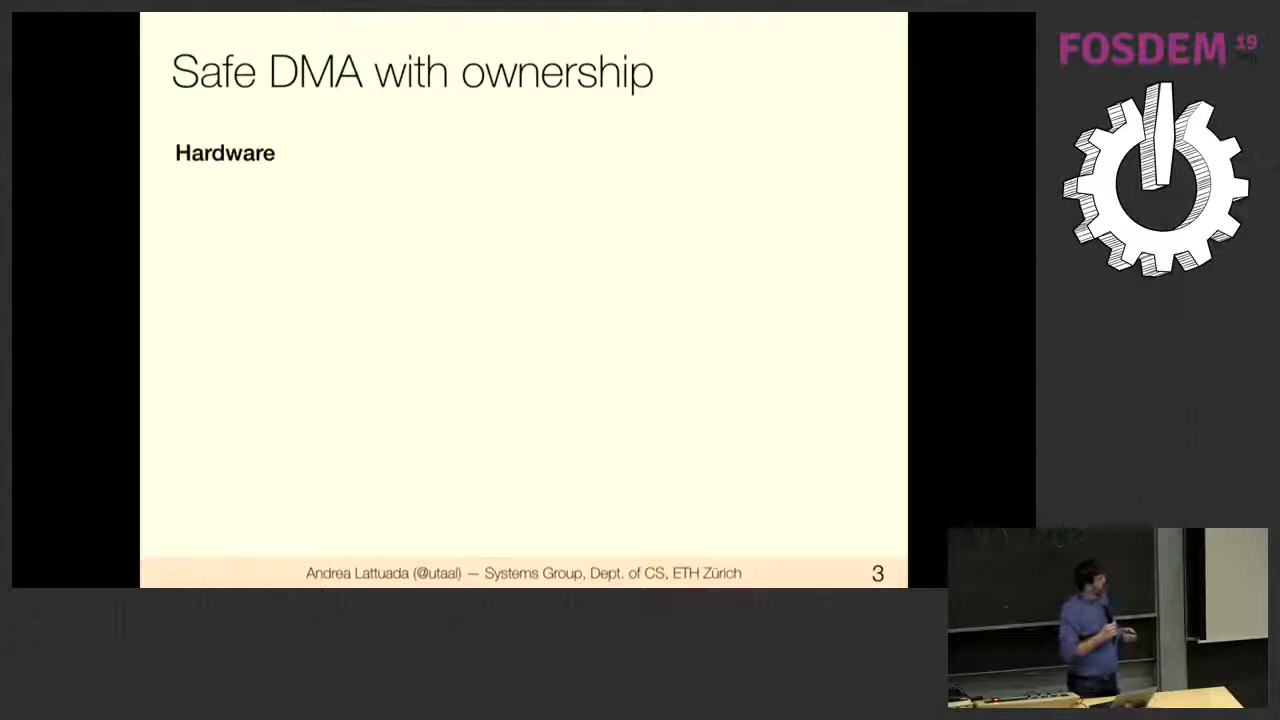 Safe DMA with ownership
Hardware
Andrea Lattuada (@utaal) — Systems Group, Dept. of CS, ETH Zürich
3
FOSDEM 19